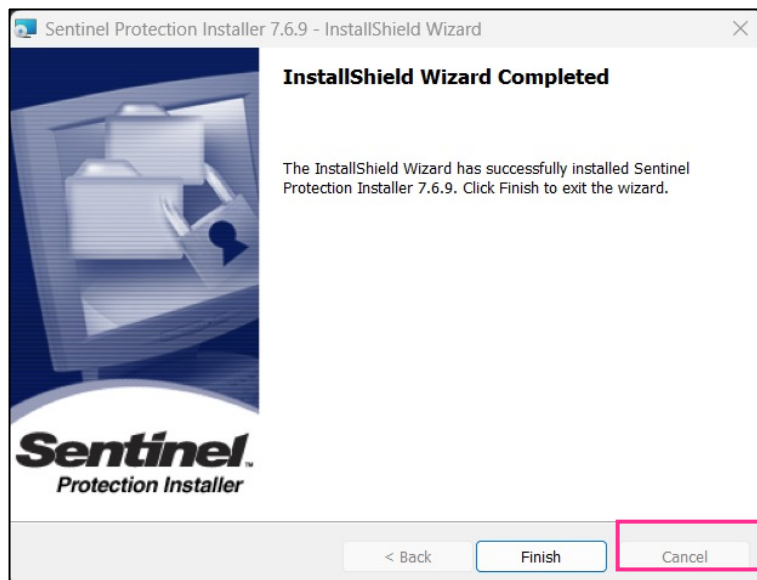 Sentinel Protection Installer 7.6.9 - InstallShield Wizard
InstallShield Wizard Completed
The InstallShield Wizard has successfully installed Sentinel
Protection Installer 7.6.9. Click Finish to exit the wizard.
Sentinel™
Protection Installer
< Back
Finish
Cancel